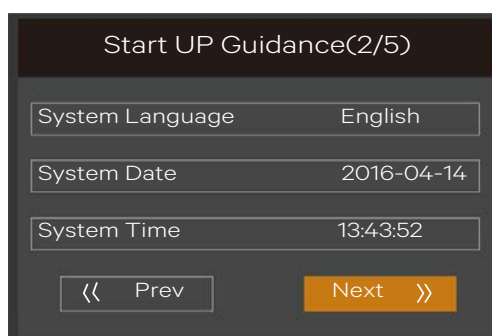 Start UP Guidance(2/5)
System Language English
System Date 2016-04-14
System Time 13:43:52
⟨⟨ Prev Next ⟩⟩